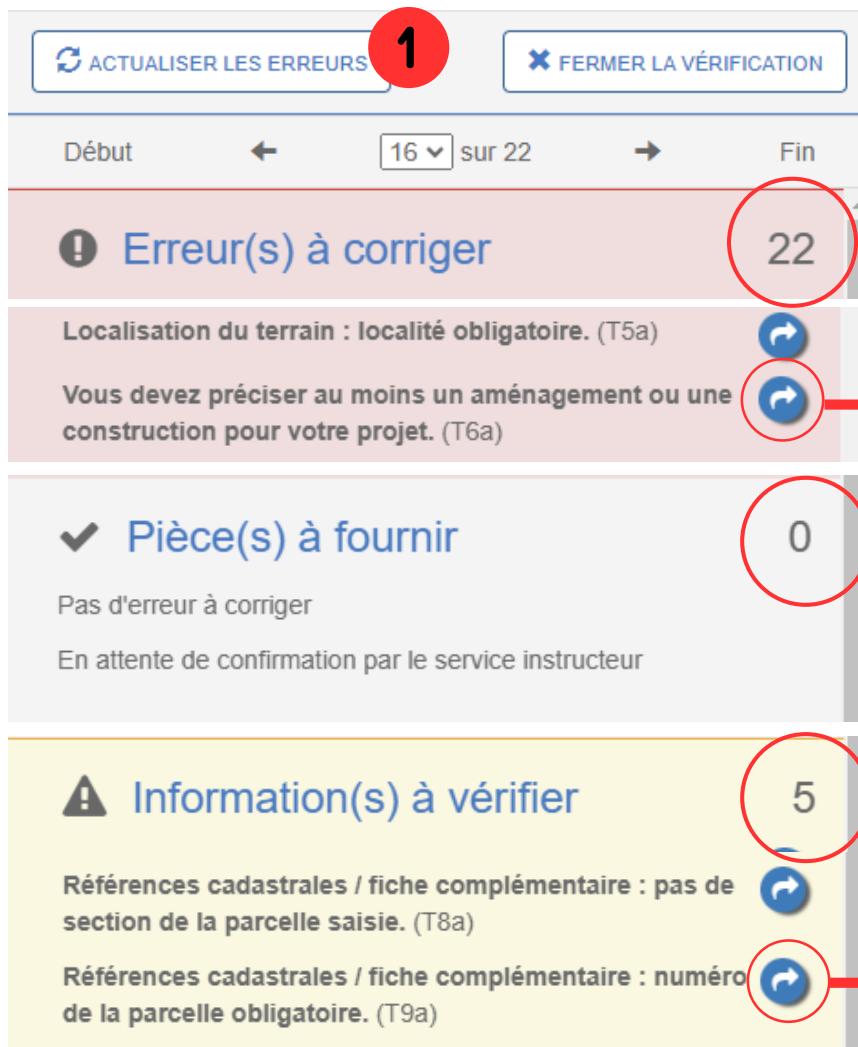 ACTUALISER LES ERREURS 1 FERMER LA VÉRIFICATION
Début 16 sur 22 Fin
Erreur(s) à corriger 22
Localisation du terrain : localité obligatoire. (T5a)
Vous devez préciser au moins un aménagement ou une
construction pour votre projet. (T6a)
Pièce(s) à fournir 0
Pas d'erreur à corriger
En attente de confirmation par le service instructeur
Information(s) à vérifier 5
Références cadastrales / fiche complémentaire : pas de
section de la parcelle saisie. (T8a)
Références cadastrales / fiche complémentaire : numéro
de la parcelle obligatoire. (T9a)